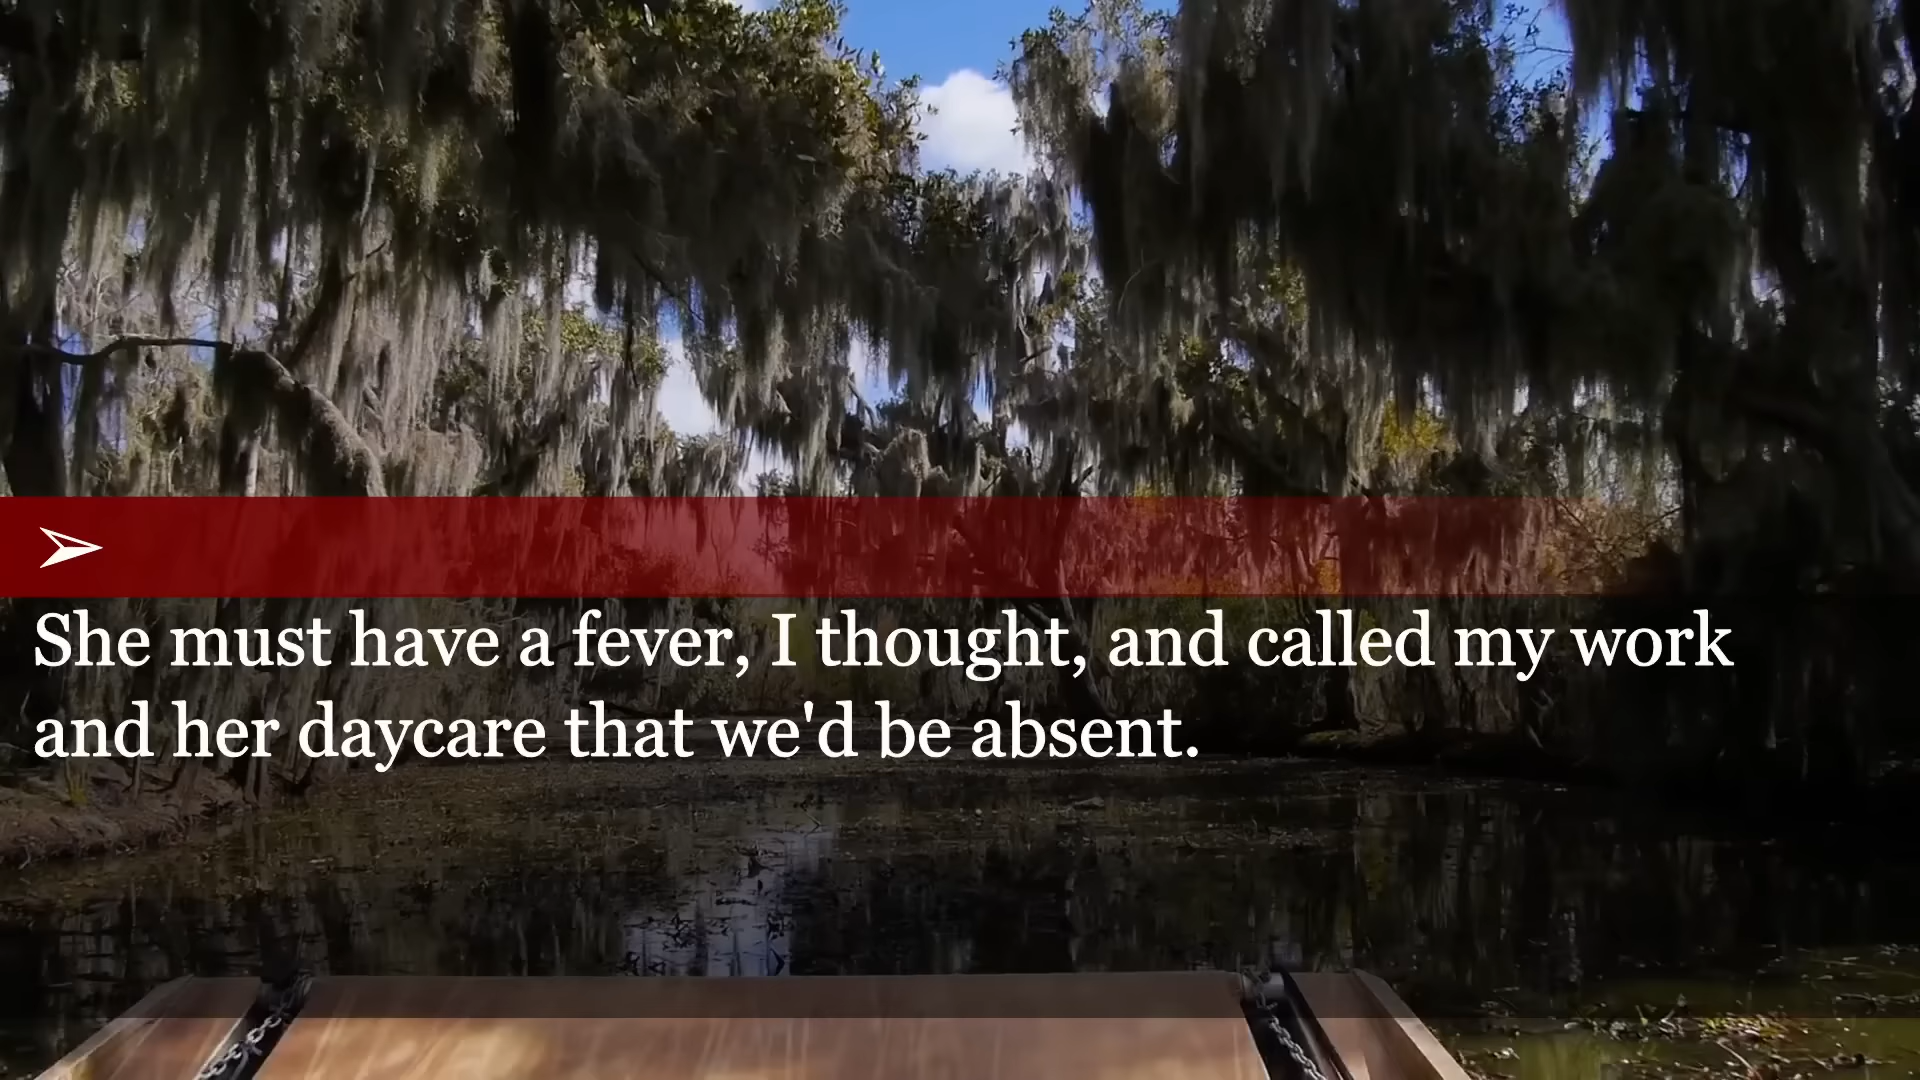 She must have a fever, I thought, and called my work
and her daycare that we'd be absent.